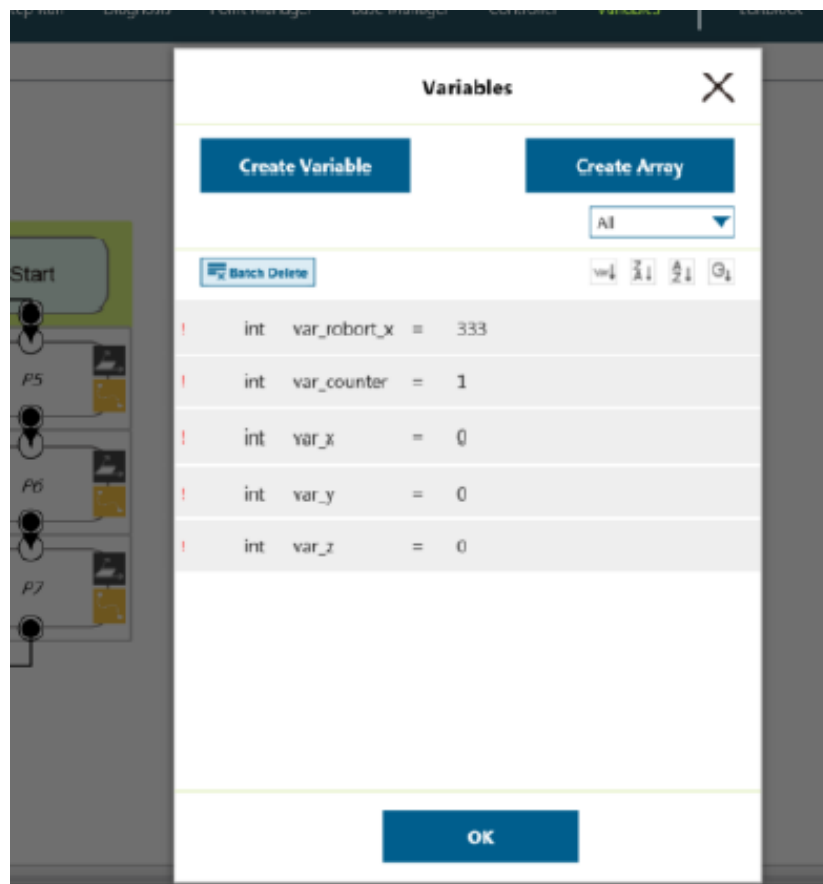 Variables
Create Variable Create Array
All
Batch Delete
Start
! int var_robort_x = 333
! int var_counter = 1
! int var_x = 0
! int var_y = 0
! int var_z = 0
P5
P6
P7
OK